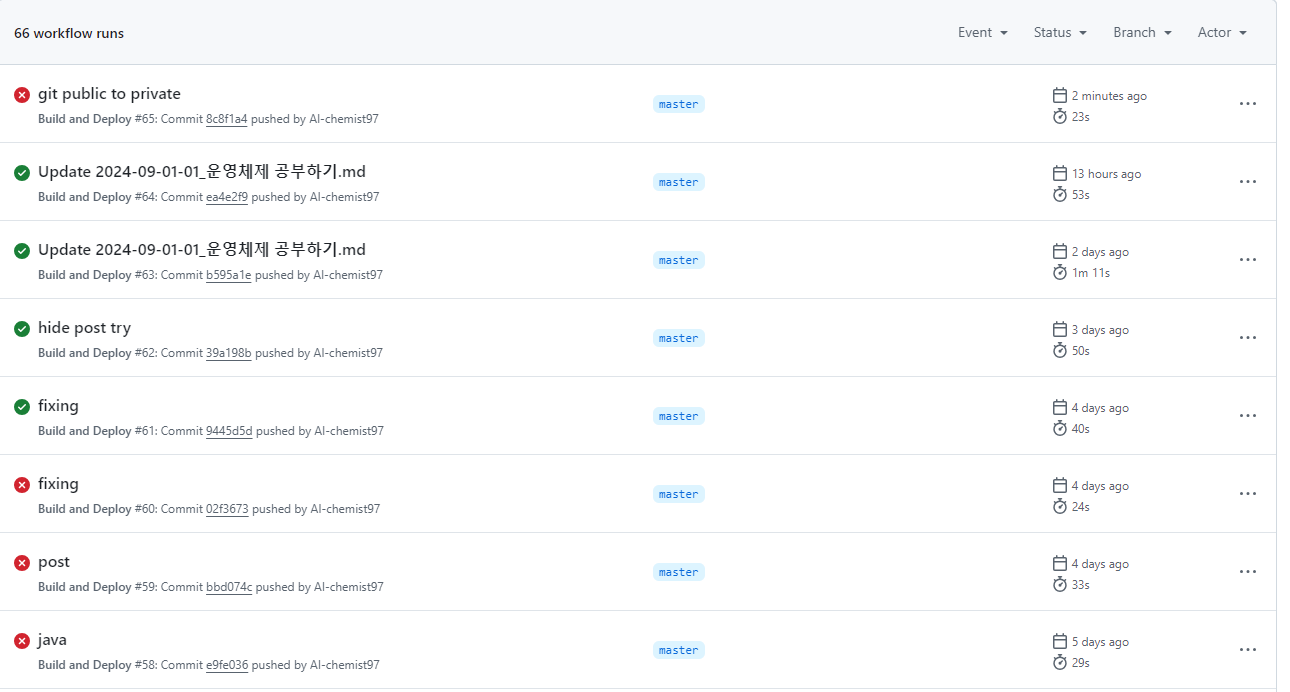 66 workflow runs
Event Status Branch Actor
git public to private
Build and Deploy #65: Commit 8c8f1a4 pushed by AI-chemist97
master
2 minutes ago
23s
Update 2024-09-01-01_운영체제 공부하기.md
Build and Deploy #64: Commit ea4e2f9 pushed by AI-chemist97
master
13 hours ago
53s
Update 2024-09-01-01_운영체제 공부하기.md
Build and Deploy #63: Commit b595a1e pushed by AI-chemist97
master
2 days ago
1m 11s
hide post try
Build and Deploy #62: Commit 39a198b pushed by AI-chemist97
master
3 days ago
50s
fixing
Build and Deploy #61: Commit 9445d5d pushed by AI-chemist97
master
4 days ago
40s
fixing
Build and Deploy #60: Commit 02f3673 pushed by AI-chemist97
master
4 days ago
24s
post
Build and Deploy #59: Commit bbd074c pushed by AI-chemist97
master
4 days ago
33s
java
Build and Deploy #58: Commit e9fe036 pushed by AI-chemist97
master
5 days ago
29s